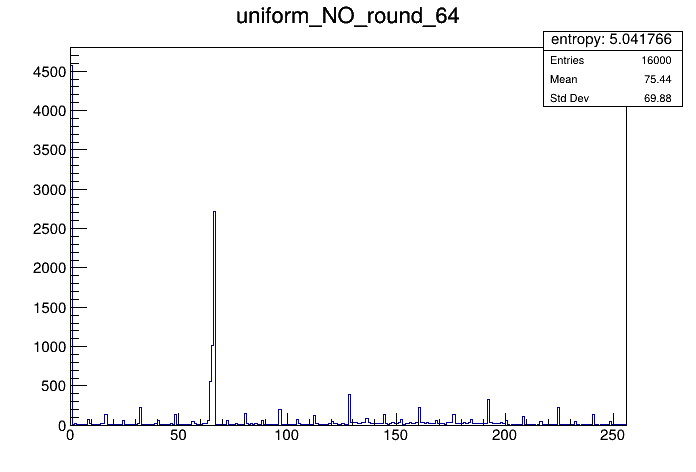 uniform_NO_round_64
entropy: 5.041766
Entries 16000
Mean 75.44
Std Dev 69.88
4500
4000
3500
3000
2500
2000
1500
1000
500
0
0 50 100 150 200 250